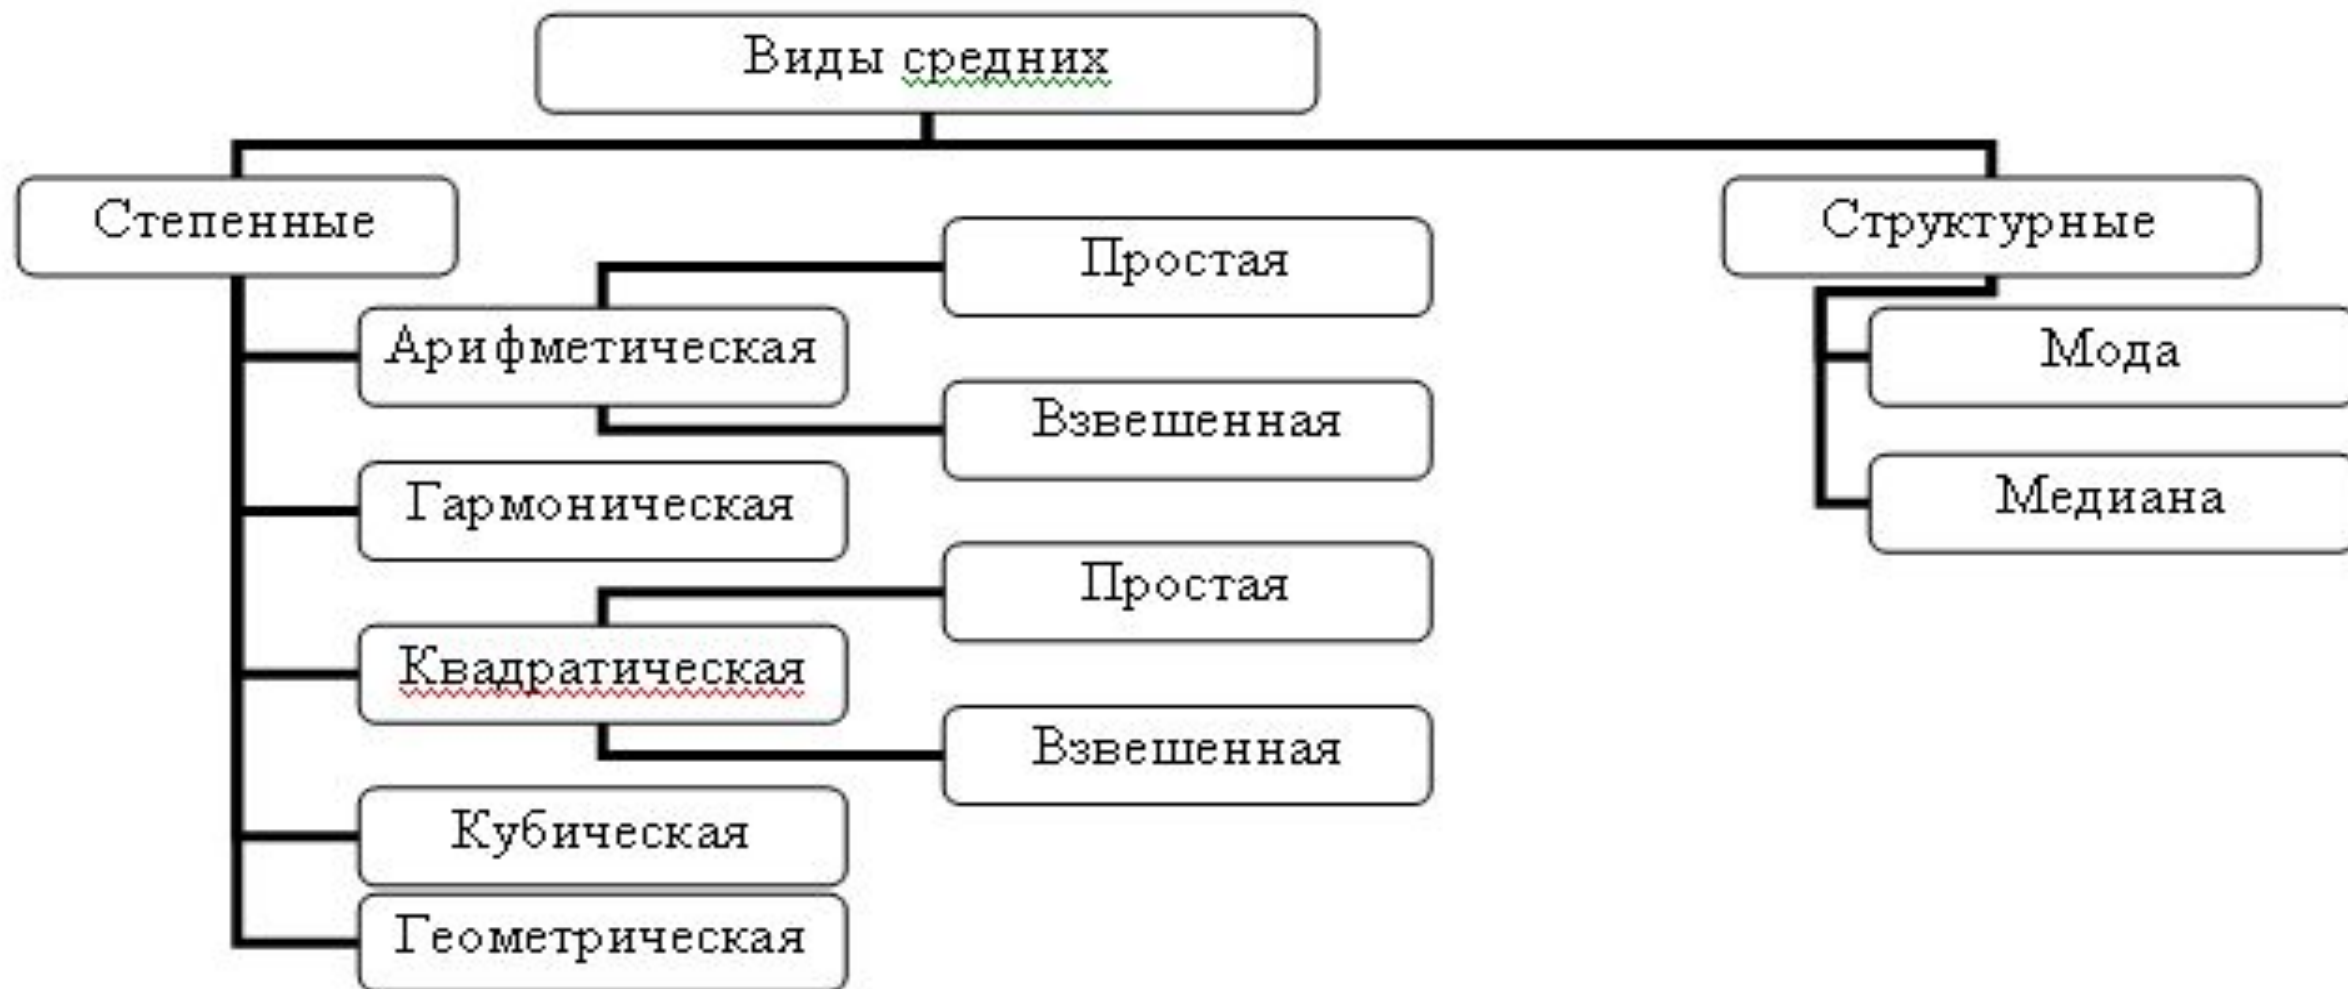 Виды средних
Степенные
Структурные
Простая
Арифметическая
Мода
Взвешенная
Гармоническая
Медиана
Простая
Квадратическая
Взвешенная
Кубическая
Геометрическая